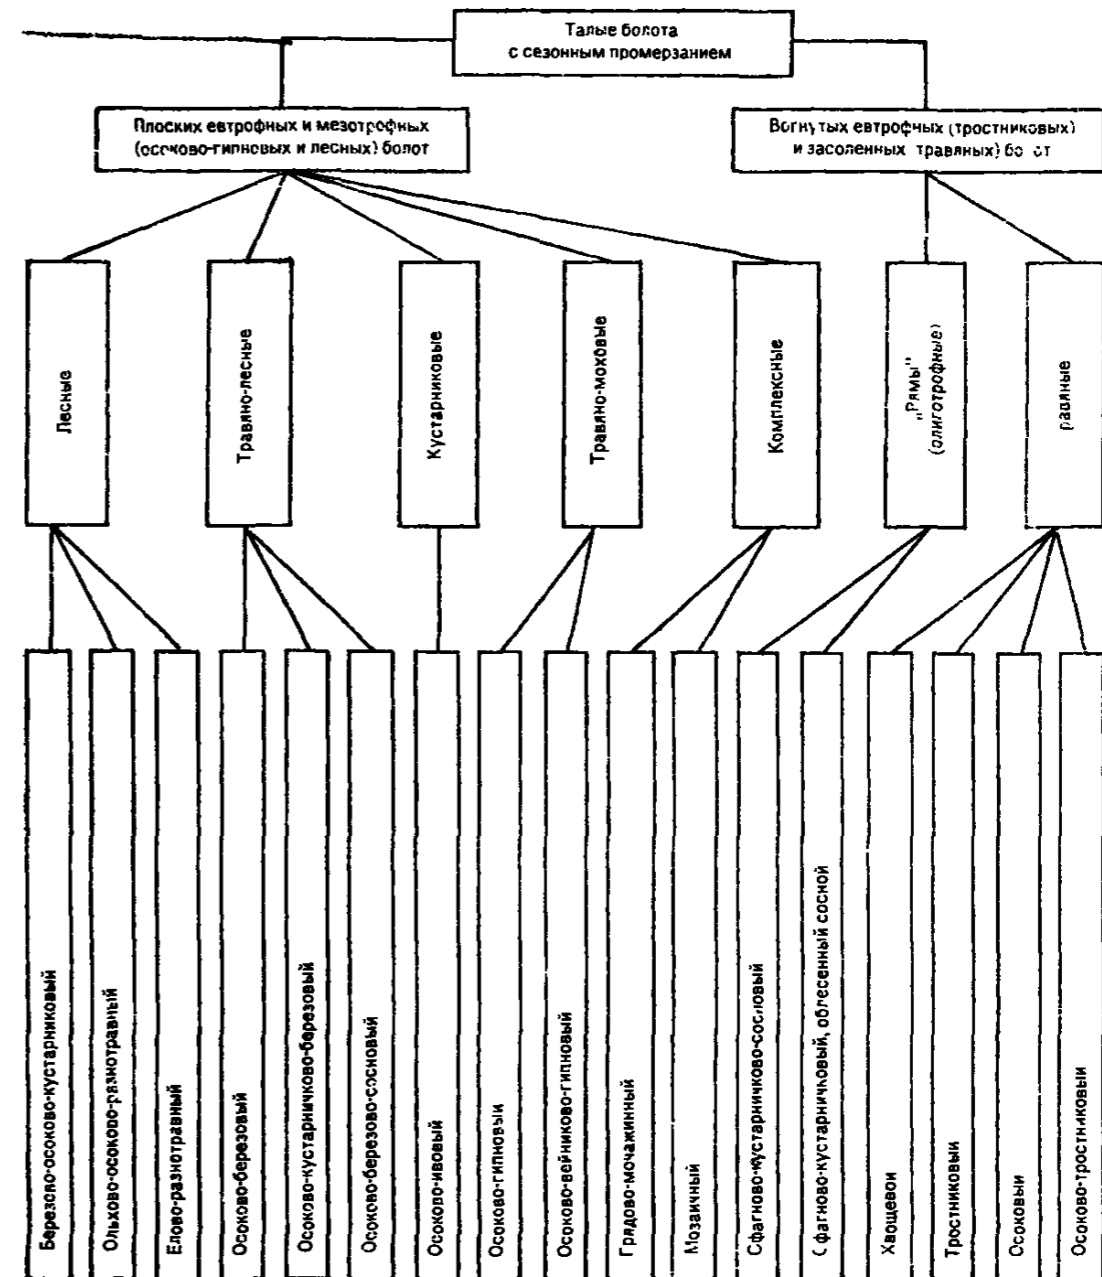 Талые болота
с сезонным промерзанием
Плоских евтрофных и мезотрофных
(осоково-гипновых и лесных) болот
Вогнутых евтрофных (тростниковых)
и засоленных травяных)
Лесные
Травяно-лесные
Кустарниковые
Травяно-моховые
Комплексные
„Рямы"
(олиготрофные)
равяные
Березово-осоково-кустарниковый
Ольхово-осоково-разнотравный
Елово-разнотравный
Осоково-березовый
Осоково-кустарничково-березовый
Осоково-березово-сосновый
Осоково-ивовый
Осоково-гипновый
Осоково-вейниково-гипновый
Грядово-мочажинный
Мозаичный
Сфагново-кустарничково-сосновый
Сфагново-кустарничковый, облесенный сосной
Хвощевой
Тростниковый
Осоковый
Осоково-тростниковый